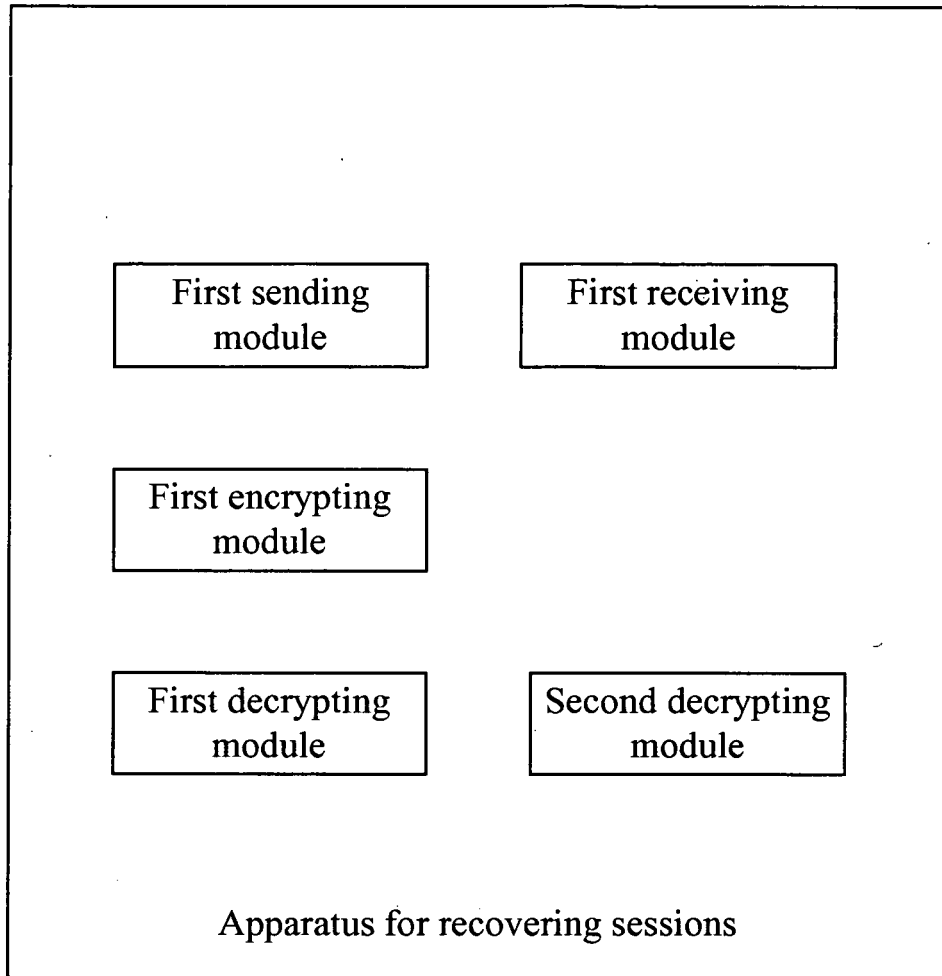 First sending
module
First receiving
module
First encrypting
module
First decrypting
module
Second decrypting
module
Apparatus for recovering sessions